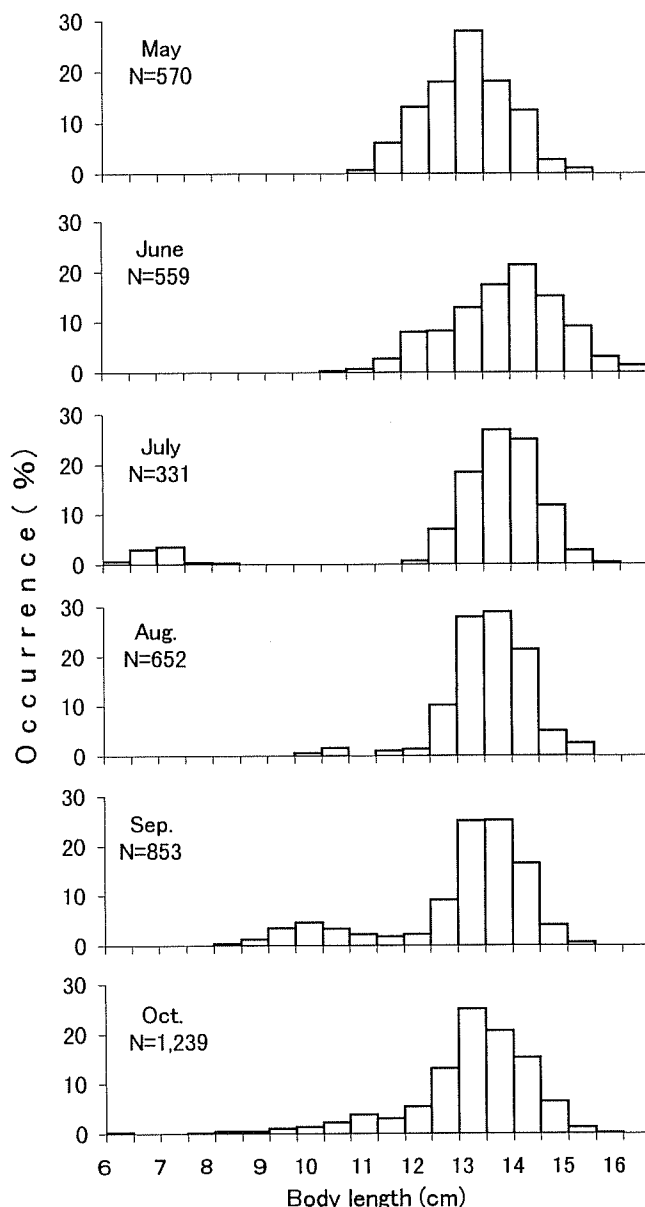 30
20
10
0
May
N=570
30
20
10
0
June
N=559
30
20
10
0
July
N=331
30
20
10
0
Aug.
N=652
30
20
10
0
Sep.
N=853
30
20
10
0
Oct.
N=1,239
6 7 8 9 10 11 12 13 14 15 16
Body length (cm)
Occurrence ( %)